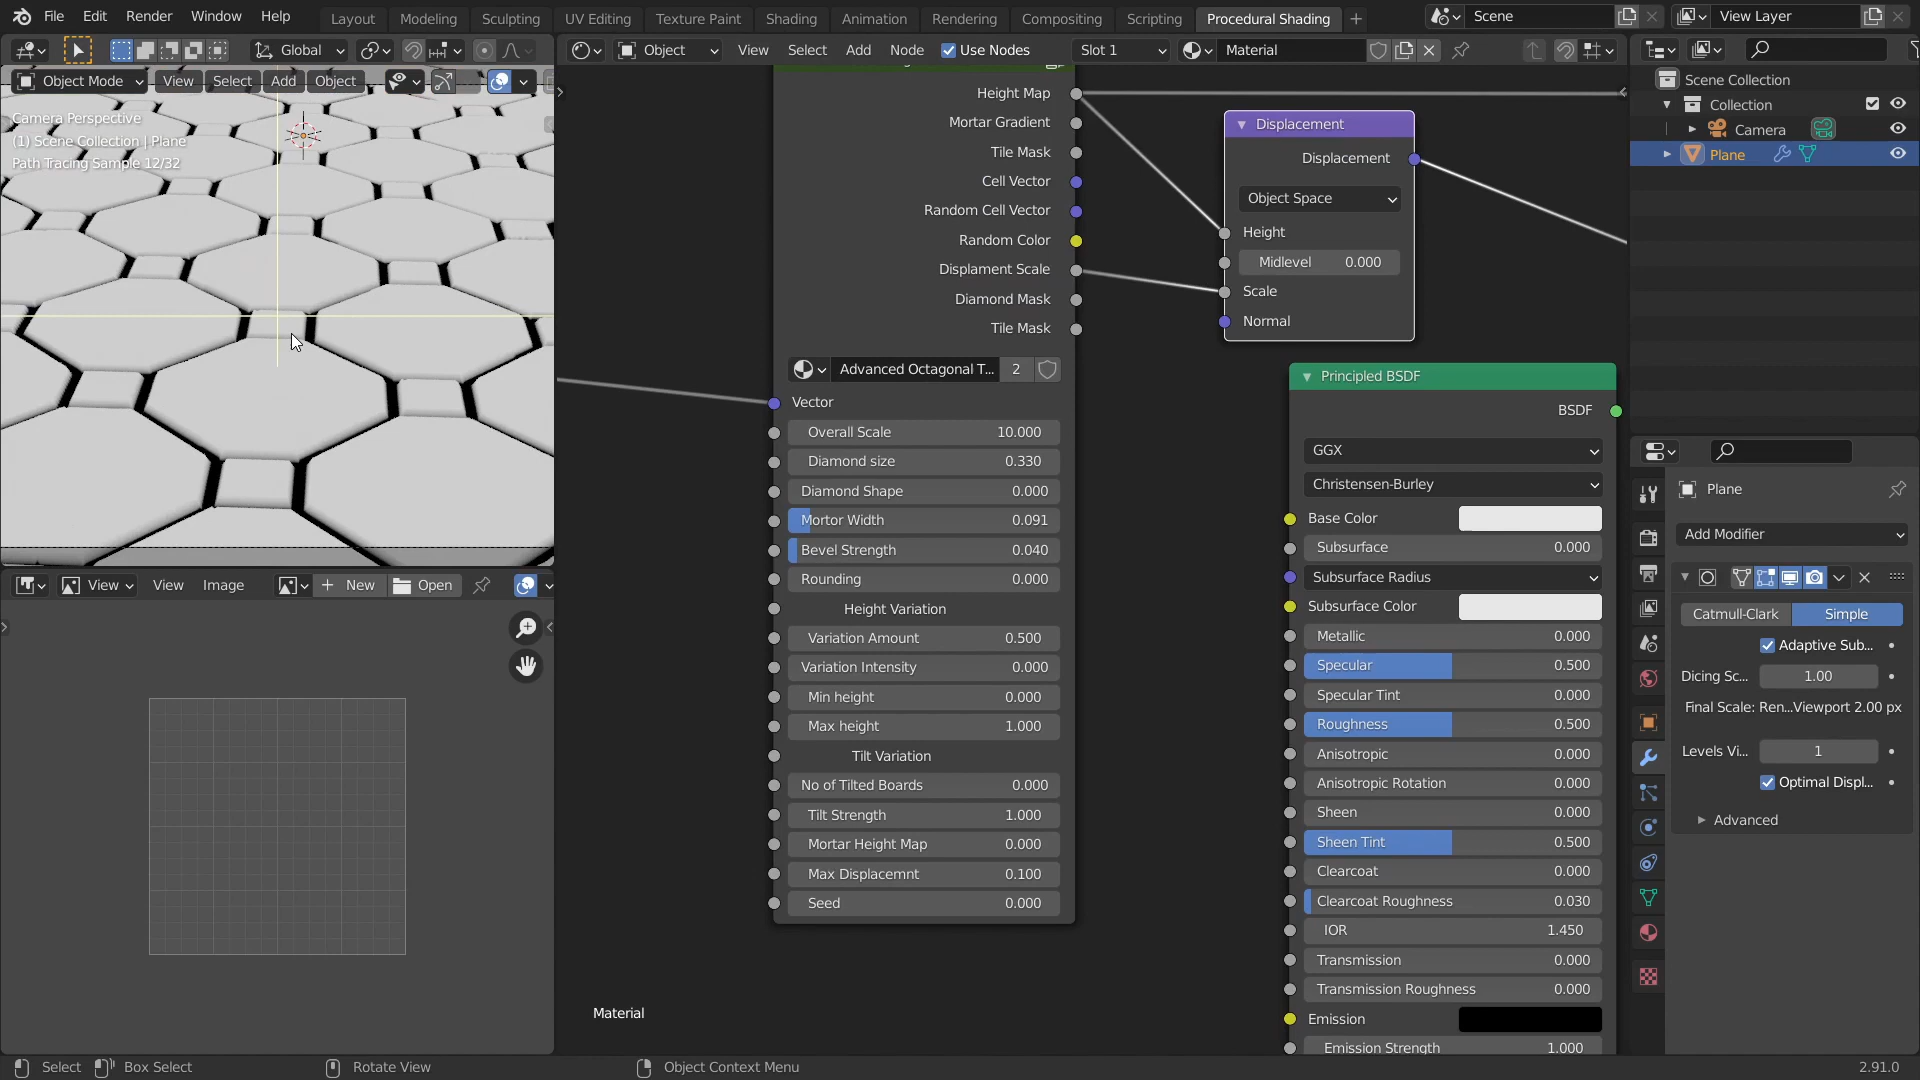 File Edit Render Window Help Layout Modeling Sculpting UV Editing Texture Paint Shading Animation Rendering Compositing Scripting Procedural Shading + Scene View Layer
Global Object View Select Add Node Use Nodes Slot 1 Material
Object Mode View Select Add Object
Camera Perspective
(1) Scene Collection | Plane
Path Tracing Sample 12/32
Height Map
Mortar Gradient
Tile Mask
Cell Vector
Random Cell Vector
Random Color
Displament Scale
Diamond Mask
Tile Mask
Advanced Octagonal T... 2
Vector
Overall Scale 10.000
Diamond size 0.330
Diamond Shape 0.000
Mortor Width 0.091
Bevel Strength 0.040
Rounding 0.000
Height Variation
Variation Amount 0.500
Variation Intensity 0.000
Min height 0.000
Max height 1.000
Tilt Variation
No of Tilted Boards 0.000
Tilt Strength 1.000
Mortar Height Map 0.000
Max Displacemnt 0.100
Seed 0.000
Displacement
Displacement
Object Space
Height
Midlevel 0.000
Scale
Normal
Principled BSDF
BSDF
GGX
Christensen-Burley
Base Color
Subsurface 0.000
Subsurface Radius
Subsurface Color
Metallic 0.000
Specular 0.500
Specular Tint 0.000
Roughness 0.500
Anisotropic 0.000
Anisotropic Rotation 0.000
Sheen 0.000
Sheen Tint 0.500
Clearcoat 0.000
Clearcoat Roughness 0.030
IOR 1.450
Transmission 0.000
Transmission Roughness 0.000
Emission
Emission Strength 1.000
Scene Collection
Collection
Camera
Plane
Plane
Add Modifier
Catmull-Clark Simple
Adaptive Sub...
Dicing Sc... 1.00
Final Scale: Ren...Viewport 2.00 px
Levels Vi... 1
Optimal Displ...
Advanced
View View Image New Open
Material
Select Box Select Rotate View Object Context Menu 2.91.0